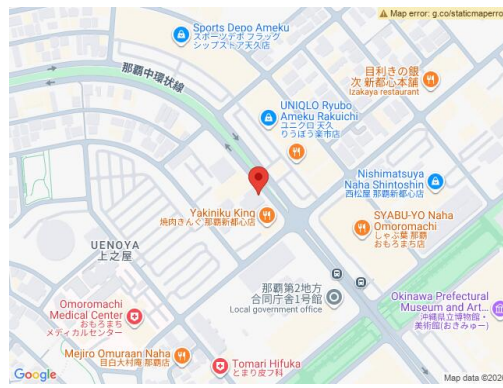 Map error: g.co/staticmaperro
Sports Depo Ameku
スポーツデポ フラッグ
シップストア天久店
那覇中環状線
目利きの銀
次 新都心本舗
Izakaya restaurant
UNIQLO Ryubo
Ameku Rakuichi
ユニクロ 天久
りうぼう楽市店
Nishimatsuya
Naha Shintoshin
西松屋 那覇新都心店
Yakiniku King
焼肉きんぐ 那覇新都心店
SYABU-YO Naha
Omoromachi
しゃぶ葉 那覇
おもろまち店
UENOYA
上之屋
那覇第2地方
合同庁舎1号館
Local government office
Okinawa Prefectural
Museum and Art...
沖縄県立博物館・
美術館(おきみゅー)
Omoromachi
Medical Center
おもろまち
メディカルセンター
Mejiro Omuraan Naha
目白大村庵 那覇店
Tomari Hifuka
とまり皮フ科
Google
Map data ©202